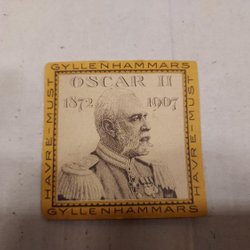 GYLLENHAMMARS
OSCAR II
1872 1907
HAVRE-MUST
HAVRE-MUST
GYLLENHAMMARS